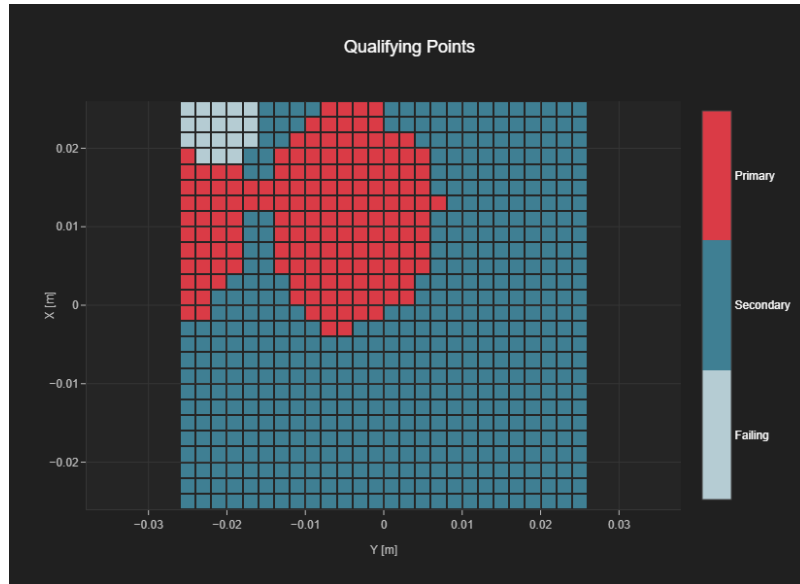 Qualifying Points
0.02
0.01
0
−0.01
−0.02
X [m]
−0.03
−0.02
−0.01
0
0.01
0.02
0.03
Y [m]
Primary
Secondary
Failing